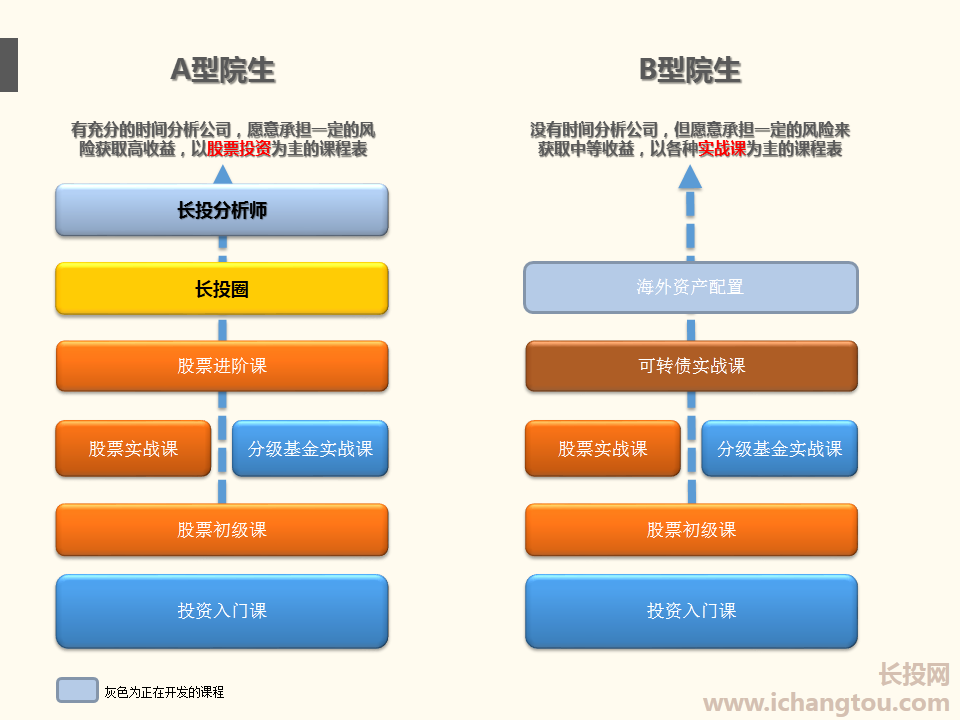 A型院生
有充分的时间分析公司，愿意承担一定的风
险获取高收益，以股票投资为主的课程表
长投分析师
长投圈
股票进阶课
股票实战课
分级基金实战课
股票初级课
投资入门课
B型院生
没有时间分析公司，但愿意承担一定的风险来
获取中等收益，以各种实战课为主的课程表
海外资产配置
可转债实战课
股票实战课
分级基金实战课
股票初级课
投资入门课
灰色为正在开发的课程
长投网
www.ichangtou.com